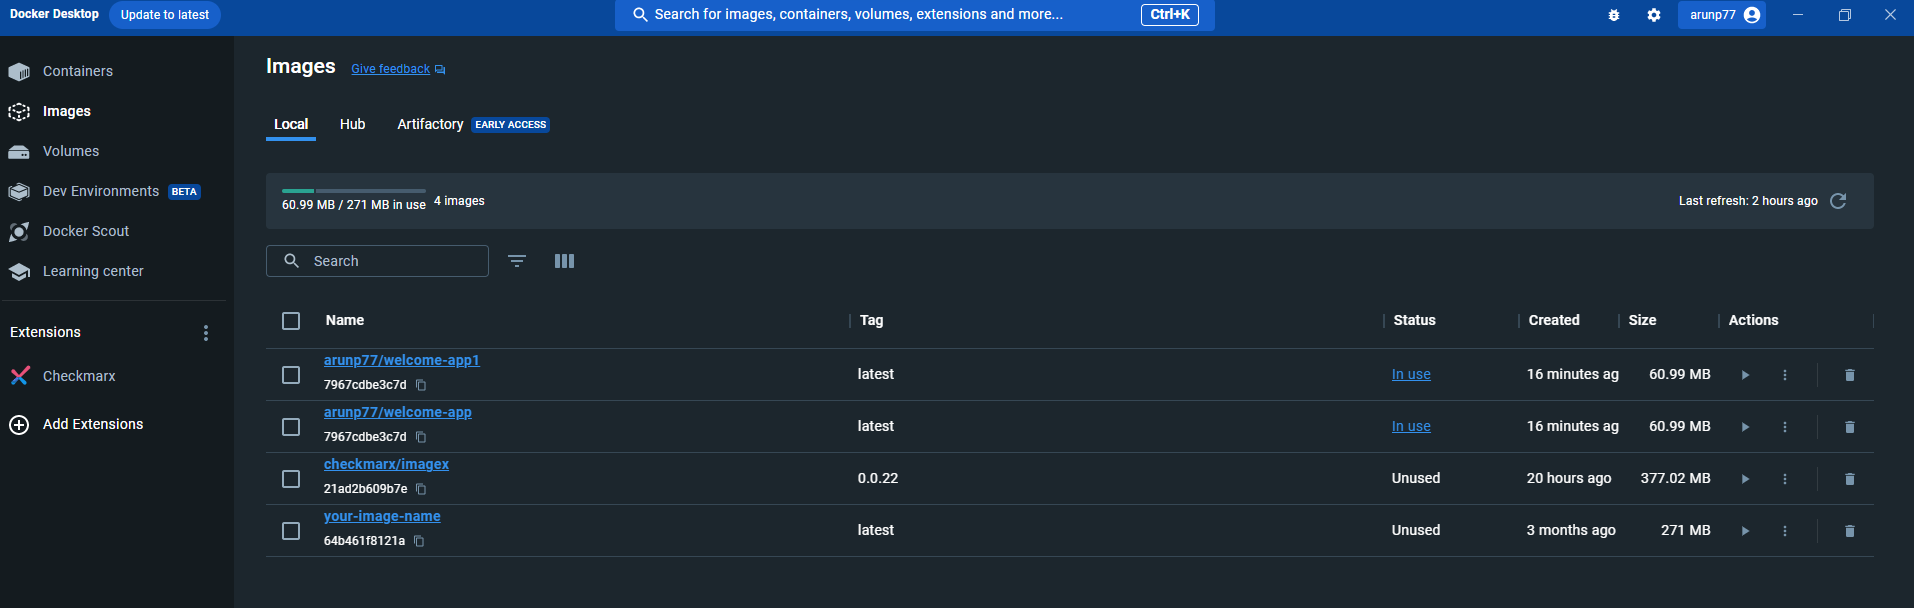 Docker Desktop Update to latest Search for images, containers, volumes, extensions and more... Ctrl+K arunp77
Containers
Images
Volumes
Dev Environments BETA
Docker Scout
Learning center
Extensions
Checkmarx
Add Extensions
Images Give feedback
Local Hub Artifactory EARLY ACCESS
60.99 MB / 271 MB in use 4 images Last refresh: 2 hours ago
Search
Name Tag Status Created Size Actions
arunp77/welcome-app1
7967cdbe3c7d latest In use 16 minutes ag 60.99 MB
arunp77/welcome-app
7967cdbe3c7d latest In use 16 minutes ag 60.99 MB
checkmarx/imagex
21ad2b609b7e 0.0.22 Unused 20 hours ago 377.02 MB
your-image-name
64b461f8121a latest Unused 3 months ago 271 MB